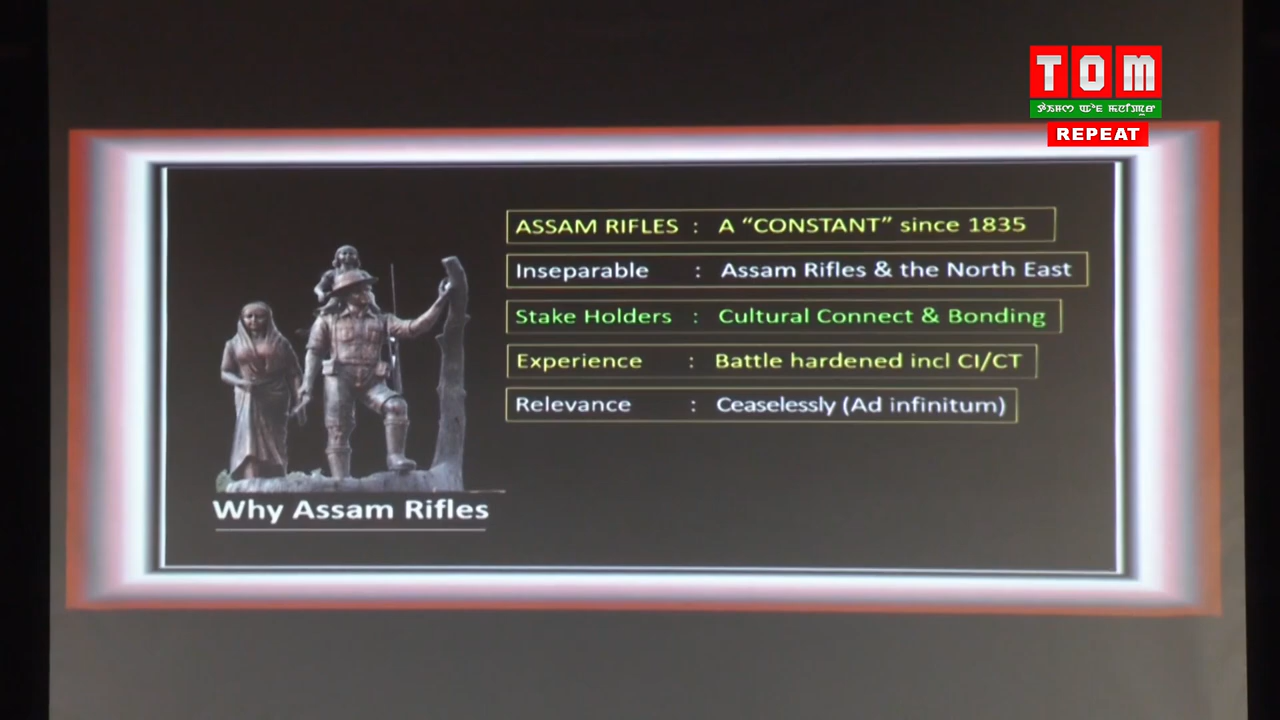 TOM
REPEAT
ASSAM RIFLES : A “CONSTANT” since 1835
Inseparable : Assam Rifles & the North East
Stake Holders : Cultural Connect & Bonding
Experience : Battle hardened incl CI/CT
Relevance : Ceaselessly (Ad infinitum)
Why Assam Rifles